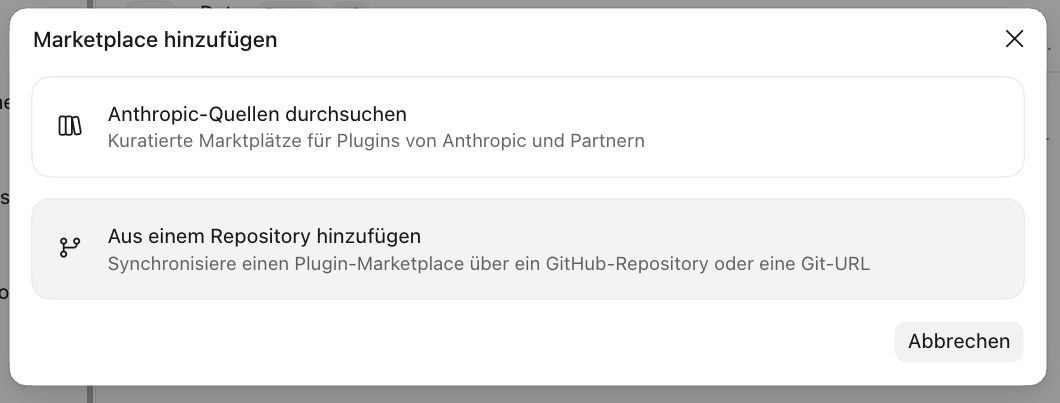 Marketplace hinzufügen
Anthropic-Quellen durchsuchen
Kuratierte Marktplätze für Plugins von Anthropic und Partnern
Aus einem Repository hinzufügen
Synchronisiere einen Plugin-Marketplace über ein GitHub-Repository oder eine Git-URL
Abbrechen